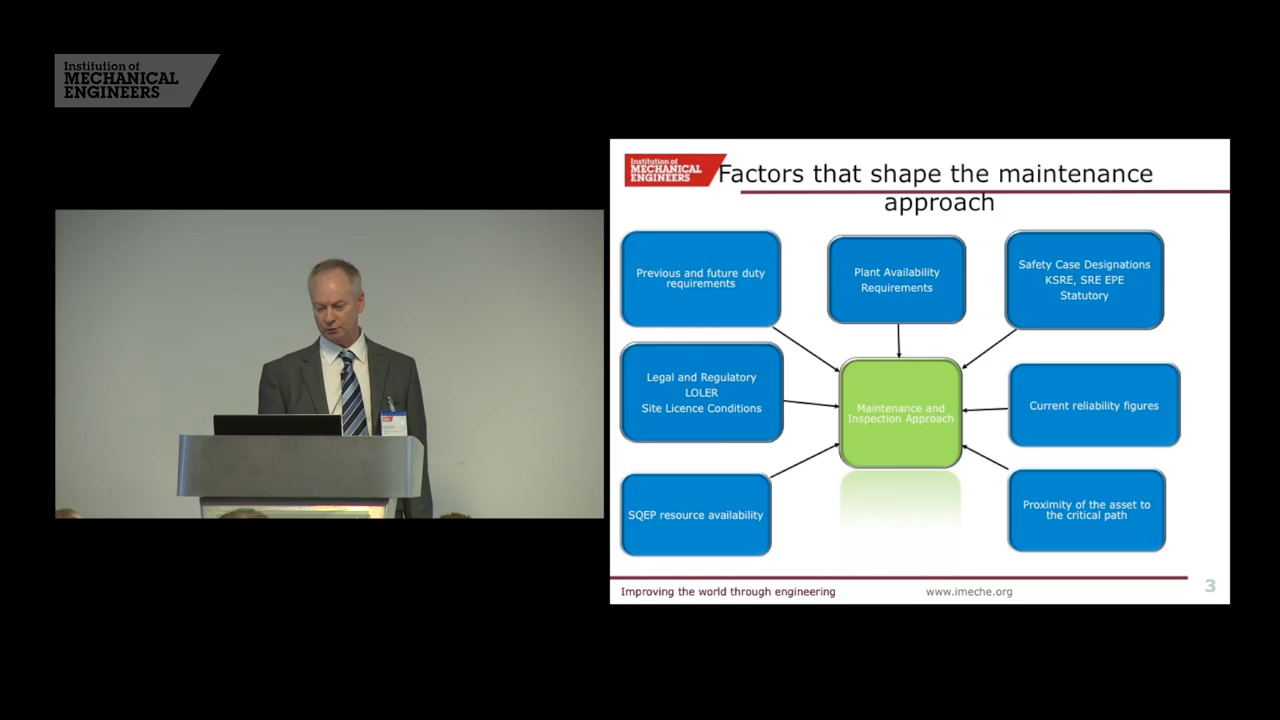 Institution of
MECHANICAL
ENGINEERS
Institution of
MECHANICAL
ENGINEERS
Factors that shape the maintenance
approach
Previous and future duty
requirements
Plant Availability
Requirements
Safety Case Designations
KSRE, SRE EPE
Statutory
Legal and Regulatory
LOLER
Site Licence Conditions
Maintenance and
Inspection Approach
Current reliability figures
SQEP resource availability
Proximity of the asset to
the critical path
Improving the world through engineering
www.imeche.org
3